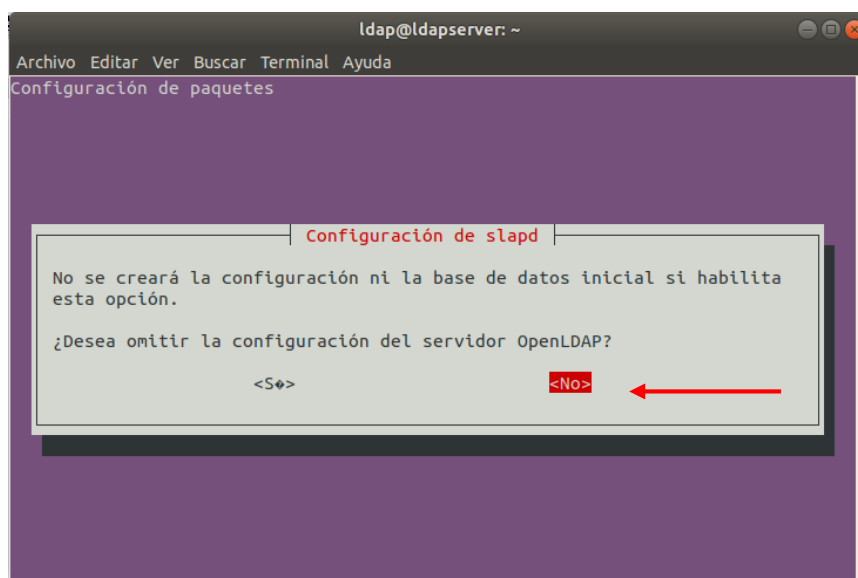 ldap@ldapserver: ~
Archivo Editar Ver Buscar Terminal Ayuda
Configuración de paquetes
Configuración de slapd
No se creará la configuración ni la base de datos inicial si habilita
esta opción.
¿Desea omitir la configuración del servidor OpenLDAP?
<S�> <No>